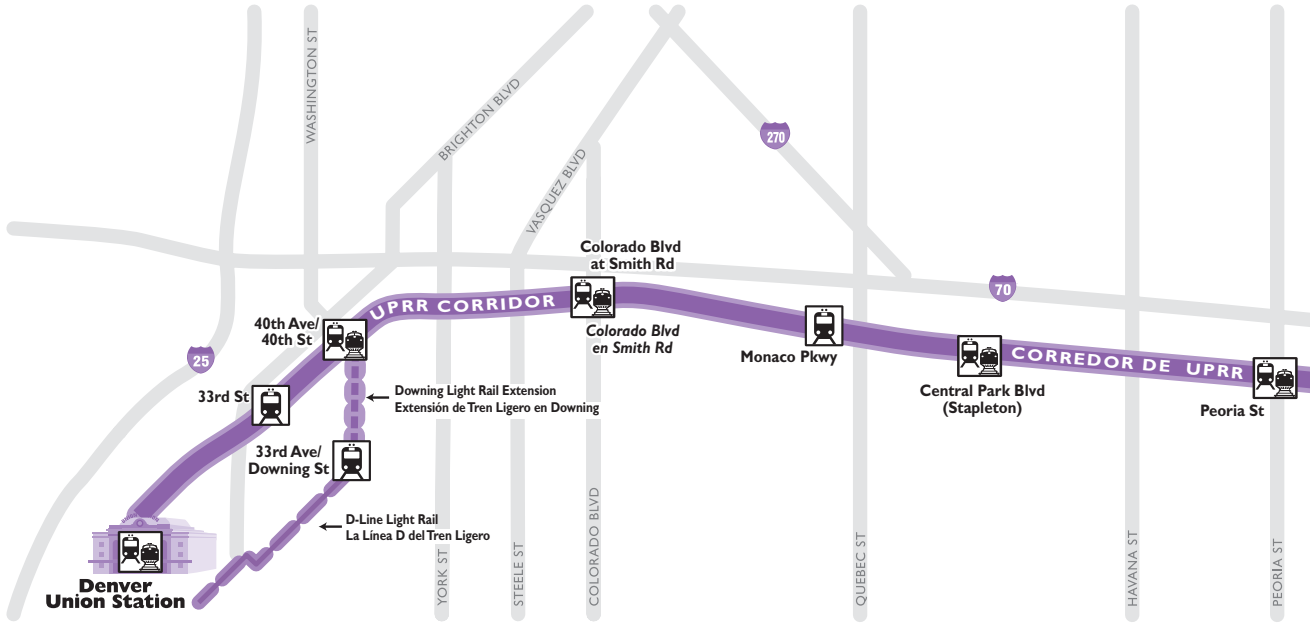 WASHINGTON ST
BRIGHTON BLVD
VASQUEZ BLVD
270
Colorado Blvd
at Smith Rd
70
UPRR CORRIDOR
40th Ave/
40th St
Colorado Blvd
en Smith Rd
25
Monaco Pkwy
CORREDOR DE UPRR
33rd St
Downing Light Rail Extension
Extensión de Tren Ligero en Downing
Central Park Blvd
(Stapleton)
Peoria St
33rd Ave/
Downing St
D-Line Light Rail
La Línea D del Tren Ligero
Denver
Union Station
YORK ST
STEELE ST
COLORADO BLVD
QUEBEC ST
HAVANA ST
PEORIA ST